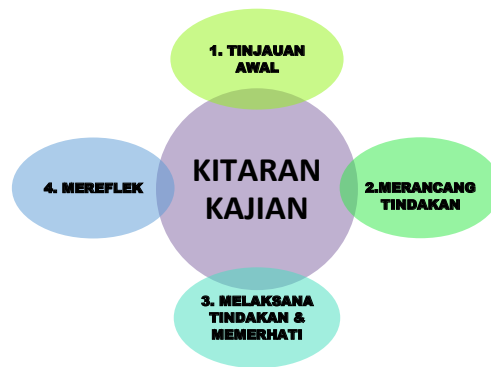 1. TINJAUAN
AWAL
KITARAN
KAJIAN
2.MERANCANG
TINDAKAN
3. MELAKSANA
TINDAKAN &
MEMERHATI
4. MEREFLEK